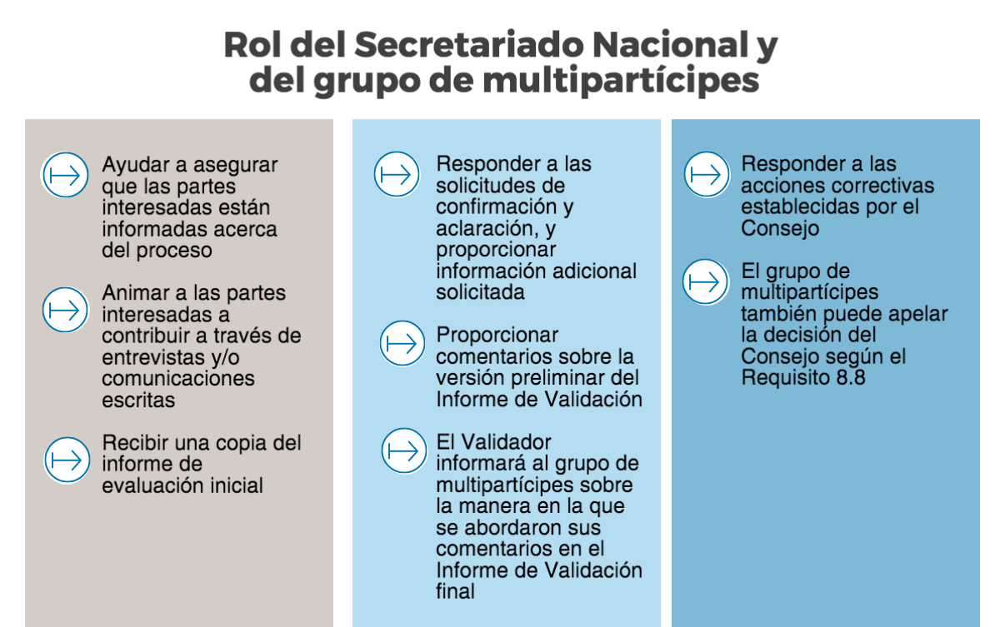 Rol del Secretariado Nacional y
del grupo de multipartícipes
Ayudar a asegurar
que las partes
interesadas están
informadas acerca
del proceso
Animar a las partes
interesadas a
contribuir a través de
entrevistas y/o
comunicaciones
escritas
Recibir una copia del
informe de
evaluación inicial
Responder a las
solicitudes de
confirmación y
aclaración, y
proporcionar
información adicional
solicitada
Proporcionar
comentarios sobre la
versión preliminar del
Informe de Validación
El Validador
informará al grupo de
multipartícipes sobre
la manera en la que
se abordaron sus
comentarios en el
Informe de Validación
final
Responder a las
acciones correctivas
establecidas por el
Consejo
El grupo de
multipartícipes
también puede apelar
la decisión del
Consejo según el
Requisito 8.8